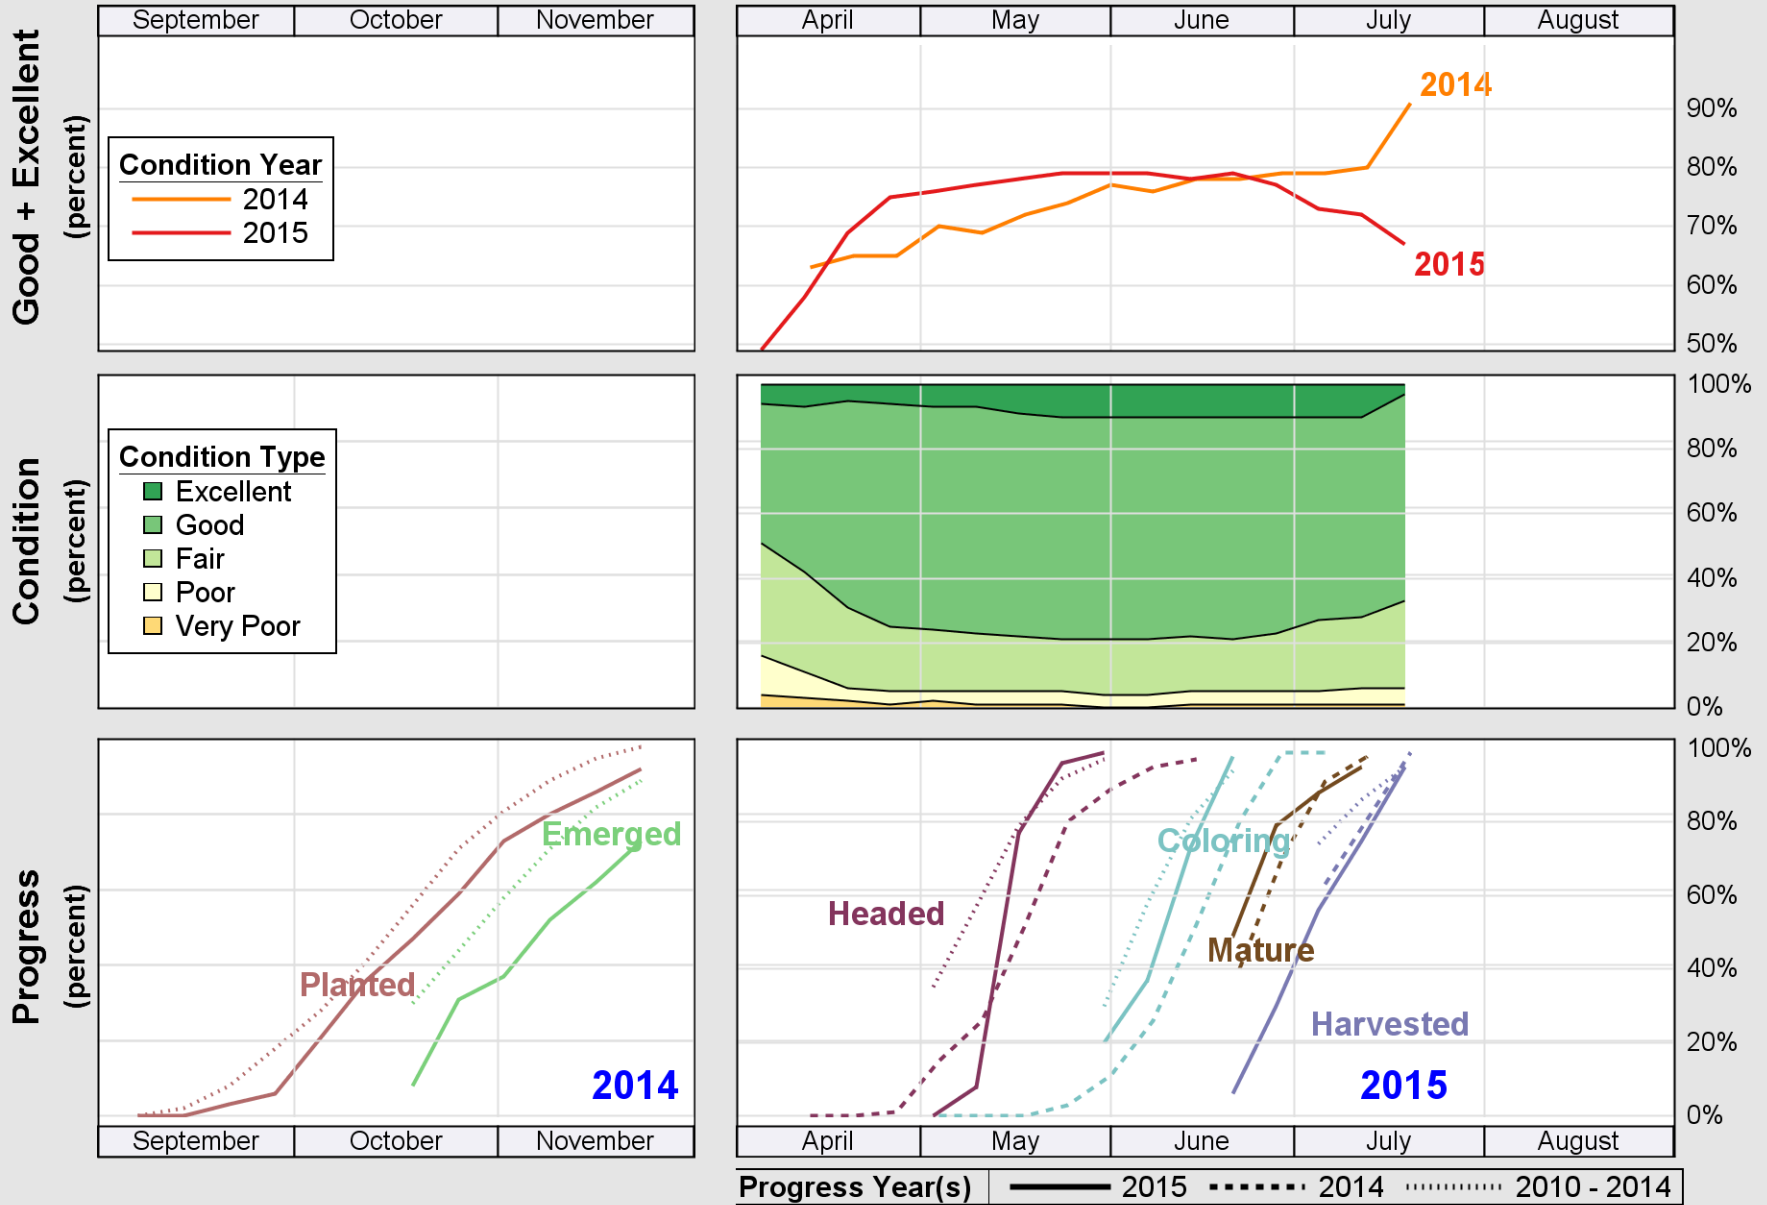 September October November April May June July August
Good + Excellent
(percent)
Condition Year
2014
2015
2014
2015
90%
80%
70%
60%
50%
Condition
(percent)
Condition Type
Excellent
Good
Fair
Poor
Very Poor
100%
80%
60%
40%
20%
0%
Progress
(percent)
Planted
Emerged
2014
Headed
Coloring
Mature
Harvested
2015
100%
80%
60%
40%
20%
0%
September October November April May June July August
Progress Year(s) 2015 2014 2010 - 2014